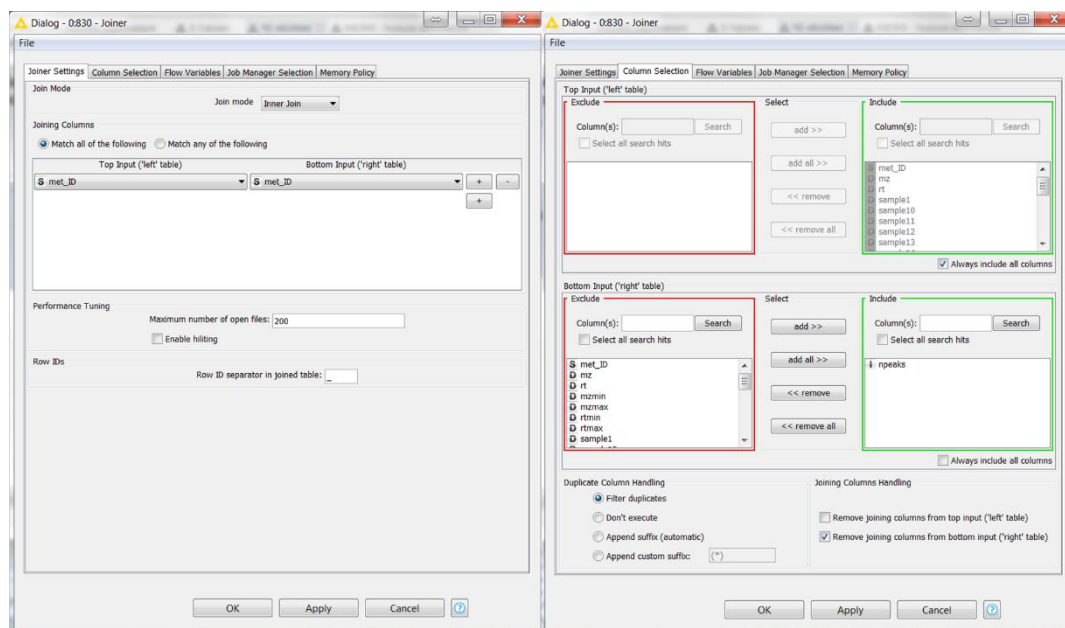 Dialog - 0:830 - Joiner
File
Joiner Settings Column Selection Flow Variables Job Manager Selection Memory Policy
Join Mode
Join mode Inner Join
Joining Columns
Match all of the following Match any of the following
Top Input ('left' table) Bottom Input ('right' table)
S met_ID S met_ID + -
+
Performance Tuning
Maximum number of open files: 200
Enable hiliting
Row IDs
Row ID separator in joined table: _
OK Apply Cancel ?
Dialog - 0:830 - Joiner
File
Joiner Settings Column Selection Flow Variables Job Manager Selection Memory Policy
Top Input ('left' table)
Exclude Select Include
Column(s): Search add >> Column(s): Search
Select all search hits Select all search hits
add all >>
S met_ID
D mz
D rt
<< remove
D sample1
D sample10
D sample11
<< remove all
D sample12
D sample13
Always include all columns
Bottom Input ('right' table)
Exclude Select Include
Column(s): Search add >> Column(s): Search
Select all search hits Select all search hits
add all >>
S met_ID I npeaks
D mz
D rt
<< remove
D mzmin
D mzmax
D rtmin
<< remove all
D rtmax
D sample1
Always include all columns
Duplicate Column Handling Joining Columns Handling
Filter duplicates
Don't execute Remove joining columns from top input ('left' table)
Append suffix (automatic) Remove joining columns from bottom input ('right' table)
Append custom suffix: (*)
OK Apply Cancel ?